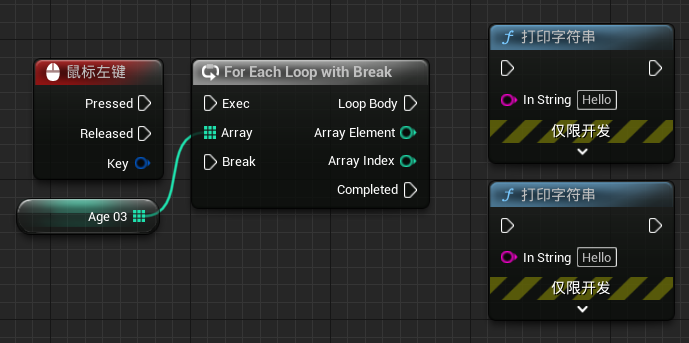 鼠标左键
Pressed
Released
Key
Age 03
For Each Loop with Break
Exec
Loop Body
Array
Array Element
Break
Array Index
Completed
打印字符串
In String Hello
仅限开发
打印字符串
In String Hello
仅限开发